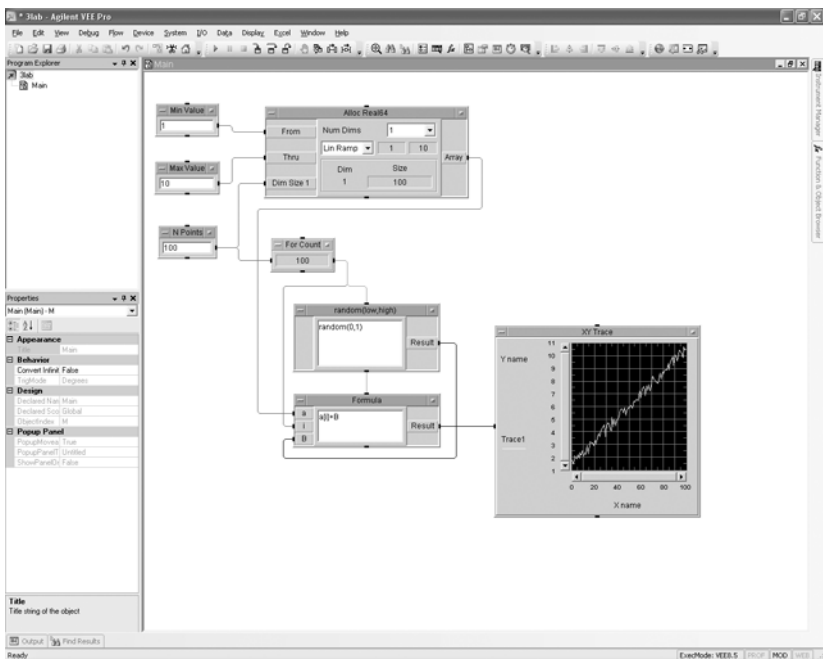 * 3lab - Agilent VEE Pro
File Edit View Debug Flow Device System I/O Data Display Excel Window Help
Program Explorer
3lab
Main
Main
Instrument Manager
Function & Object Browser
Min Value
1
Max Value
10
N Points
100
Alloc Real64
From
Thru
Dim Size 1
Num Dims 1
Lin Ramp 1 10
Dim Size
1 100
Array
For Count
100
random(low,high)
random(0,1)
Result
Formula
a
i
B
a[i]+B
Result
XY Trace
Y name
Trace1
11
10
9
8
7
6
5
4
3
2
1
0 20 40 60 80 100
X name
Properties
Main (Main) - M
Appearance
Title Main
Behavior
Convert Infinit False
TrigMode Degrees
Design
Declared Nam Main
Declared Sco Global
ObjectIndex M
Popup Panel
PopupMovea True
PopupPanelT Untitled
ShowPanelO False
Title
Title string of the object
Output Find Results
Ready
ExecMode: VEE8.5 PROF MOD WEB